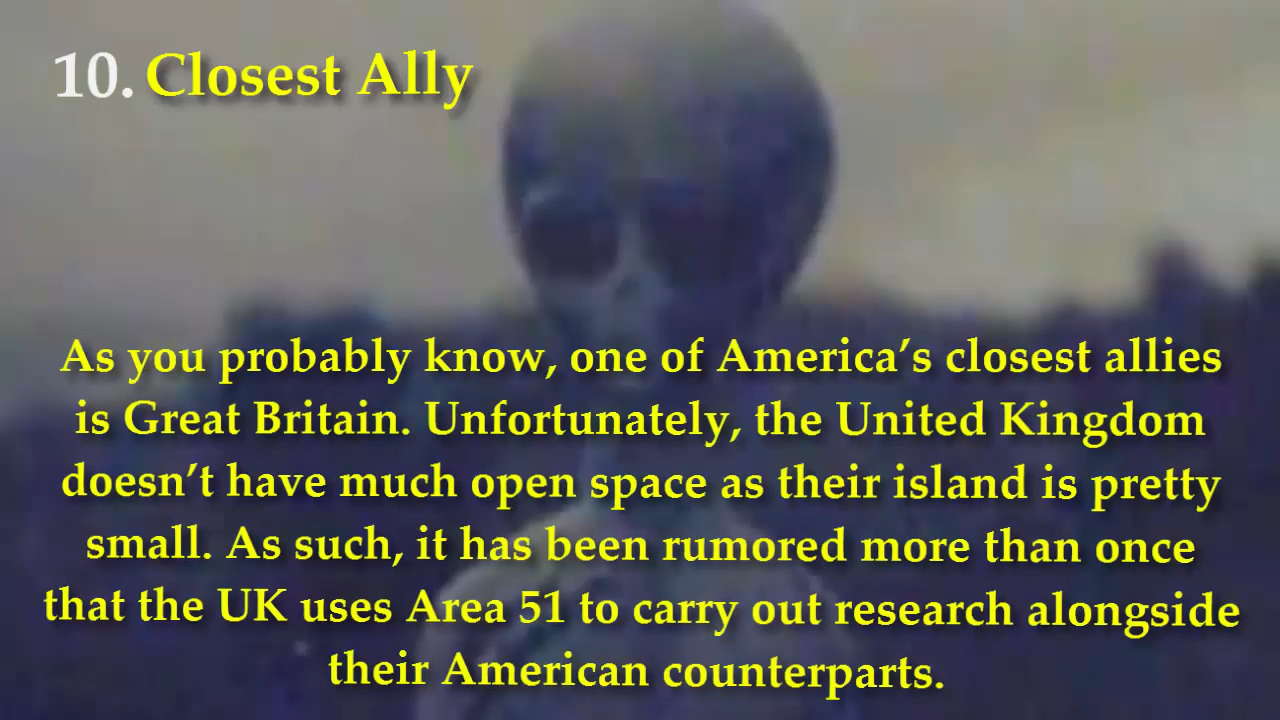 10. Closest Ally
As you probably know, one of America’s closest allies
is Great Britain. Unfortunately, the United Kingdom
doesn’t have much open space as their island is pretty
small. As such, it has been rumored more than once
that the UK uses Area 51 to carry out research alongside
their American counterparts.